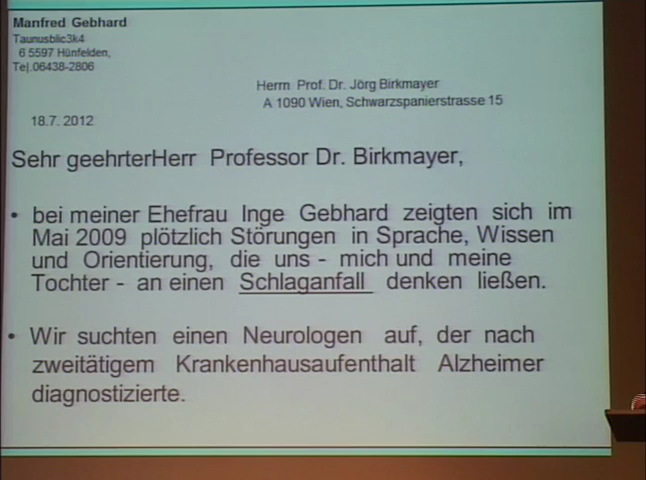 Manfred Gebhard
Taunusblic3k4
6 5597 Hünfelden,
Tel.06438-2806
Herrn Prof. Dr. Jörg Birkmayer
A 1090 Wien, Schwarzspanierstrasse 15
18.7. 2012
Sehr geehrterHerr Professor Dr. Birkmayer,
• bei meiner Ehefrau Inge Gebhard zeigten sich im
Mai 2009 plötzlich Störungen in Sprache, Wissen
und Orientierung, die uns - mich und meine
Tochter - an einen Schlaganfall denken ließen.
• Wir suchten einen Neurologen auf, der nach
zweitätigem Krankenhausaufenthalt Alzheimer
diagnostizierte.